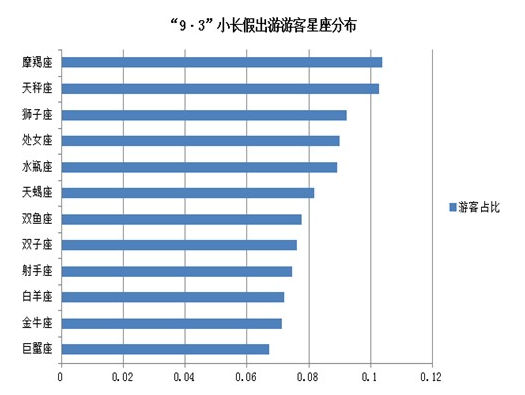 “9·3”小长假出游游客星座分布
摩羯座
天秤座
狮子座
处女座
水瓶座
天蝎座
双鱼座
双子座
射手座
白羊座
金牛座
巨蟹座
游客占比
0 0.02 0.04 0.06 0.08 0.1 0.12